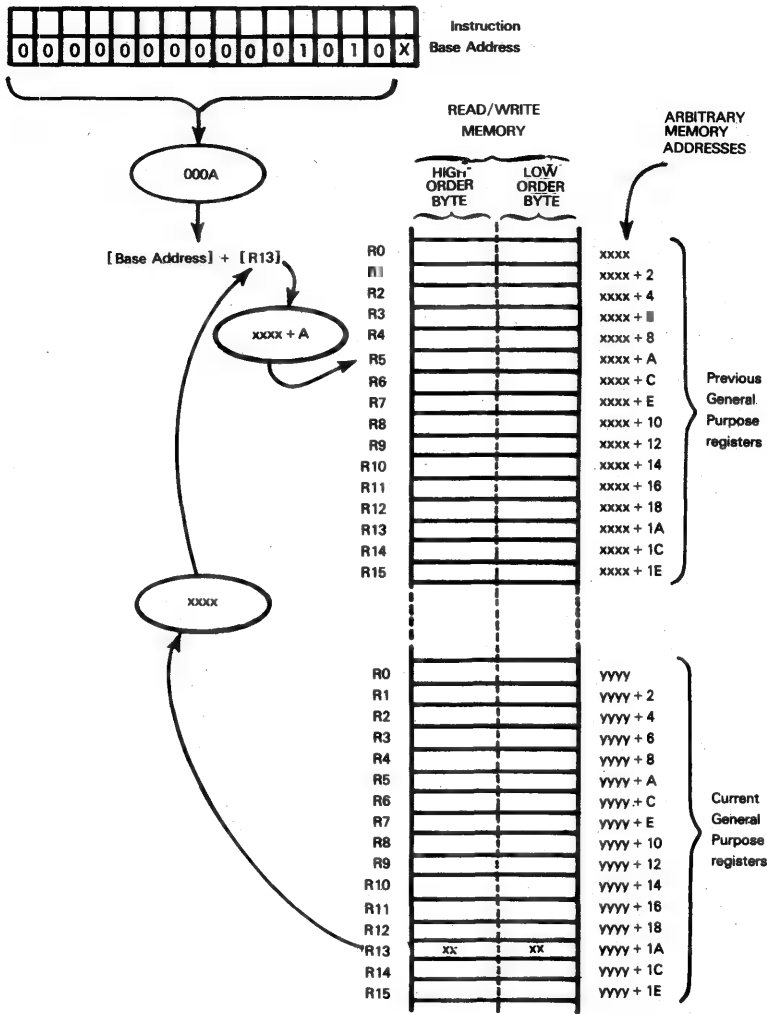 Instruction
0 0 0 0 0 0 0 0 0 0 0 1 0 1 0 X Base Address
READ/WRITE
MEMORY
ARBITRARY
MEMORY
ADDRESSES
HIGH
ORDER
BYTE
LOW
ORDER
BYTE
000A
[Base Address] + [R13]
xxxx + A
xxxx
R0 xxxx
xxxx + 2
R2 xxxx + 4
R3 xxxx +
R4 xxxx + 8
R5 xxxx + A
R6 xxxx + C
R7 xxxx + E
R8 xxxx + 10
R9 xxxx + 12
R10 xxxx + 14
R11 xxxx + 16
R12 xxxx + 18
R13 xxxx + 1A
R14 xxxx + 1C
R15 xxxx + 1E
Previous
General
Purpose
registers
R0 yyyy
R1 yyyy + 2
R2 yyyy + 4
R3 yyyy + 6
R4 yyyy + 8
R5 yyyy + A
R6 yyyy + C
R7 yyyy + E
R8 yyyy + 10
R9 yyyy + 12
R10 yyyy + 14
R11 yyyy + 16
R12 yyyy + 18
R13 xx xx yyyy + 1A
R14 yyyy + 1C
R15 yyyy + 1E
Current
General
Purpose
registers